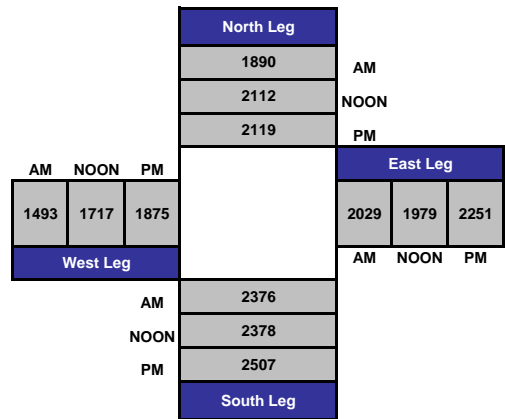 North Leg
1890 AM
2112 NOON
2119 PM
East Leg
AM NOON PM
1493 1717 1875 2029 1979 2251
West Leg AM NOON PM
AM 2376
NOON 2378
PM 2507
South Leg